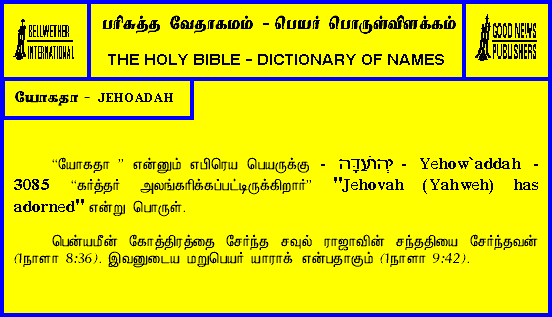 BELLWETHER
INTERNATIONAL
பரிசுத்த வேதாகமம் - பெயர் பொருள்விளக்கம்
THE HOLY BIBLE - DICTIONARY OF NAMES
GOOD NEWS
PUBLISHERS
யோகதா - JEHOADAH
“யோகதா ” என்னும் எபிரெய பெயருக்கு - יְהוֹעַדָּה - Yehow`addah -
3085 “கர்த்தர் அலங்கரிக்கப்பட்டிருக்கிறார்” "Jehovah (Yahweh) has
adorned" என்று பொருள்.
பென்யமீன் கோத்திரத்தை சேர்ந்த சவுல் ராஜாவின் சந்ததியை சேர்ந்தவன்
(1நாளா 8:36). இவனுடைய மறுபெயர் யாராக் என்பதாகும் (1நாளா 9:42).